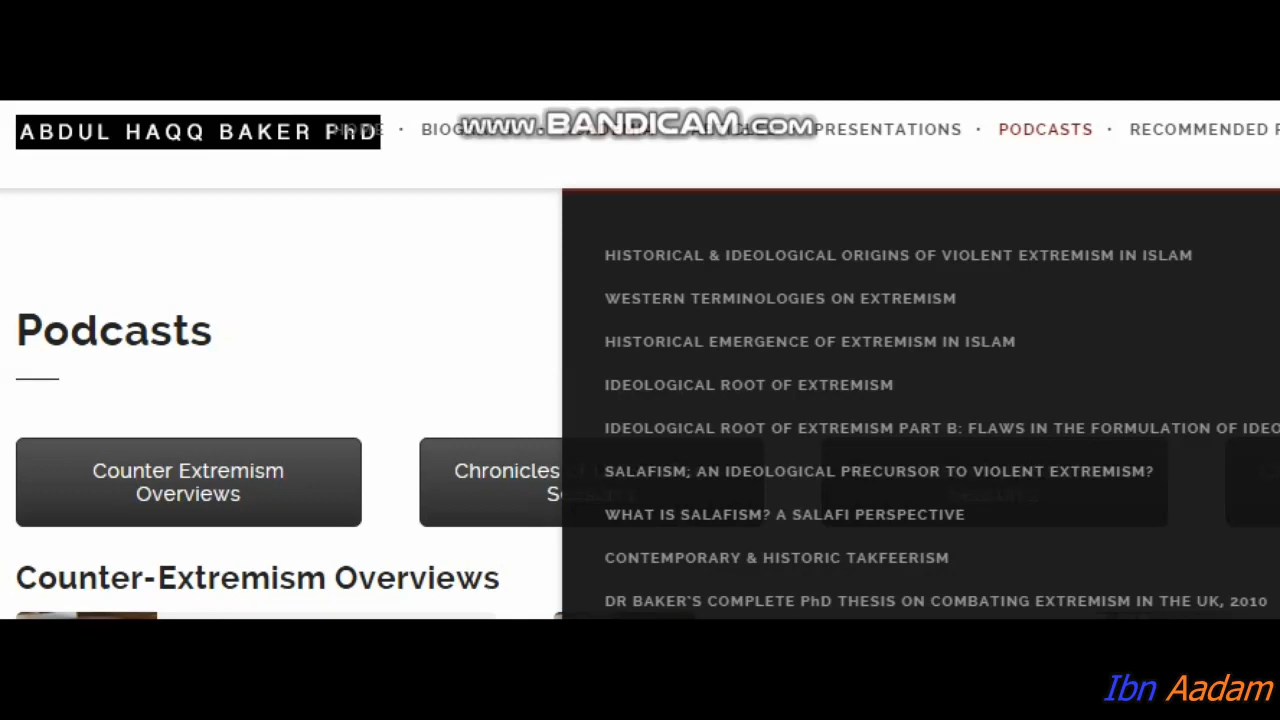 ABDUL HAQQ BAKER PhD
www.BANDICAM.com
PRESENTATIONS · PODCASTS · RECOMMENDED
HISTORICAL & IDEOLOGICAL ORIGINS OF VIOLENT EXTREMISM IN ISLAM
WESTERN TERMINOLOGIES ON EXTREMISM
HISTORICAL EMERGENCE OF EXTREMISM IN ISLAM
Podcasts
IDEOLOGICAL ROOT OF EXTREMISM
IDEOLOGICAL ROOT OF EXTREMISM PART B: FLAWS IN THE FORMULATION OF
Counter Extremism
Overviews
Chronicles
SALAFISM; AN IDEOLOGICAL PRECURSOR TO VIOLENT EXTREMISM?
WHAT IS SALAFISM? A SALAFI PERSPECTIVE
CONTEMPORARY & HISTORIC TAKFEERISM
Counter-Extremism Overviews
DR BAKER'S COMPLETE PhD THESIS ON COMBATING EXTREMISM IN THE UK, 2010
Ibn Aadam